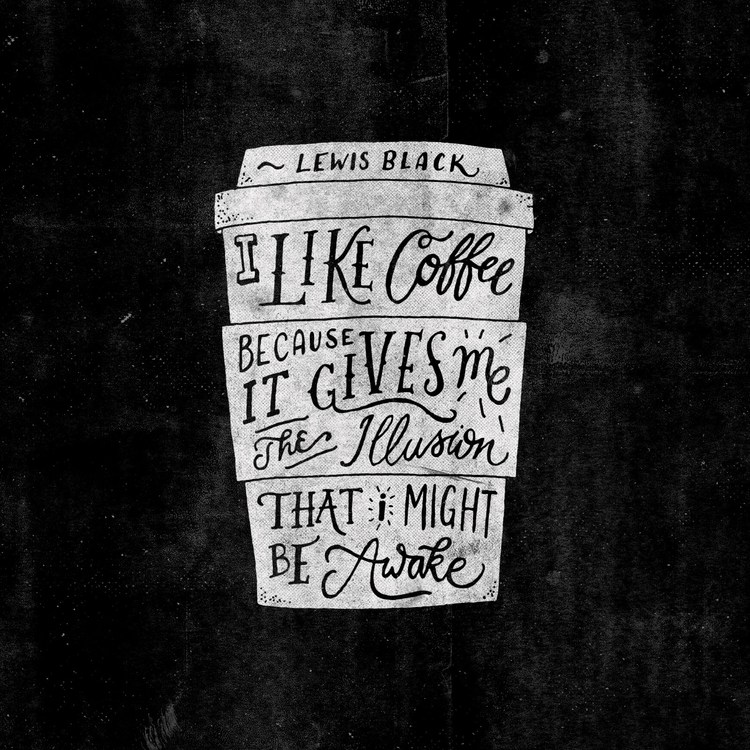 ~ LEWIS BLACK
I LIKE Coffee
BECAUSE
IT GIVES me
THE Illusion
THAT i MIGHT
BE Awake